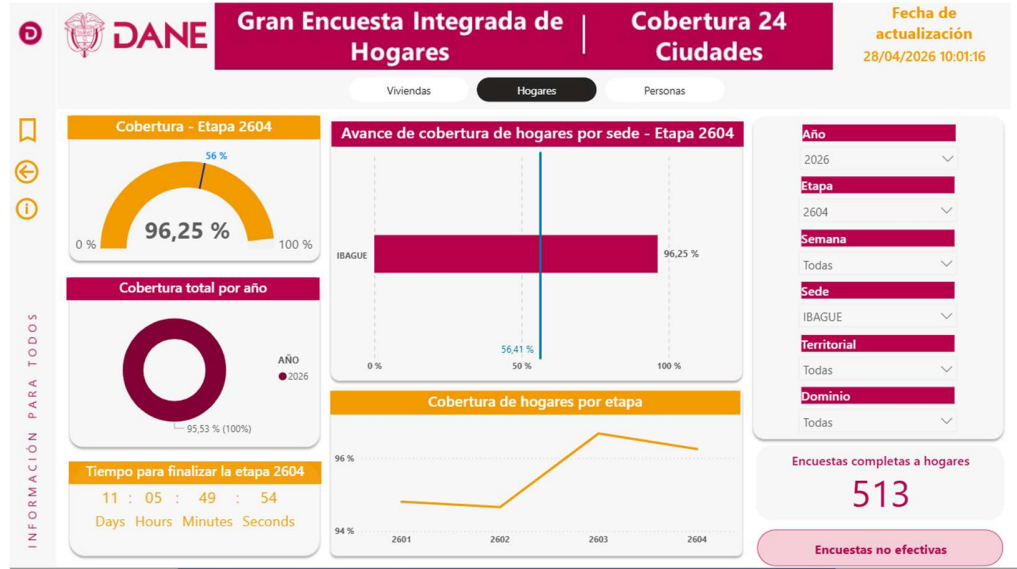 DANE
Gran Encuesta Integrada de
Hogares
Cobertura 24
Ciudades
Fecha de
actualización
28/04/2026 10:01:16
Viviendas
Hogares
Personas
Cobertura - Etapa 2604
56 %
96,25 %
0 %
100 %
Cobertura total por año
AÑO
2026
95,53 % (100%)
Tiempo para finalizar la etapa 2604
11 : 05 : 49 : 54
Days Hours Minutes Seconds
Avance de cobertura de hogares por sede - Etapa 2604
IBAGUE
96,25 %
56,41 %
0 %
50 %
100 %
Cobertura de hogares por etapa
96 %
94 %
2601
2602
2603
2604
Año
2026
Etapa
2604
Semana
Todas
Sede
IBAGUE
Territorial
Todas
Dominio
Todas
Encuestas completas a hogares
513
Encuestas no efectivas
INFORMACIÓN PARA TODOS